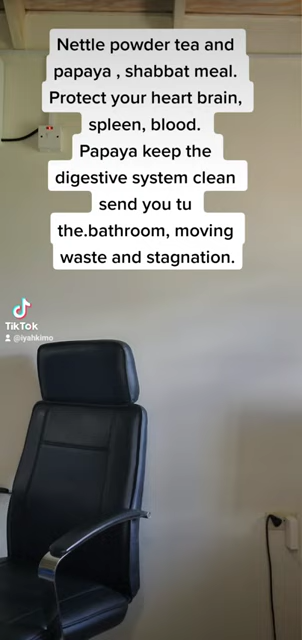 Nettle powder tea and
papaya , shabbat meal.
Protect your heart brain,
spleen, blood.
Papaya keep the
digestive system clean
send you tu
the.bathroom, moving
waste and stagnation.
TikTok
@iyahkimo